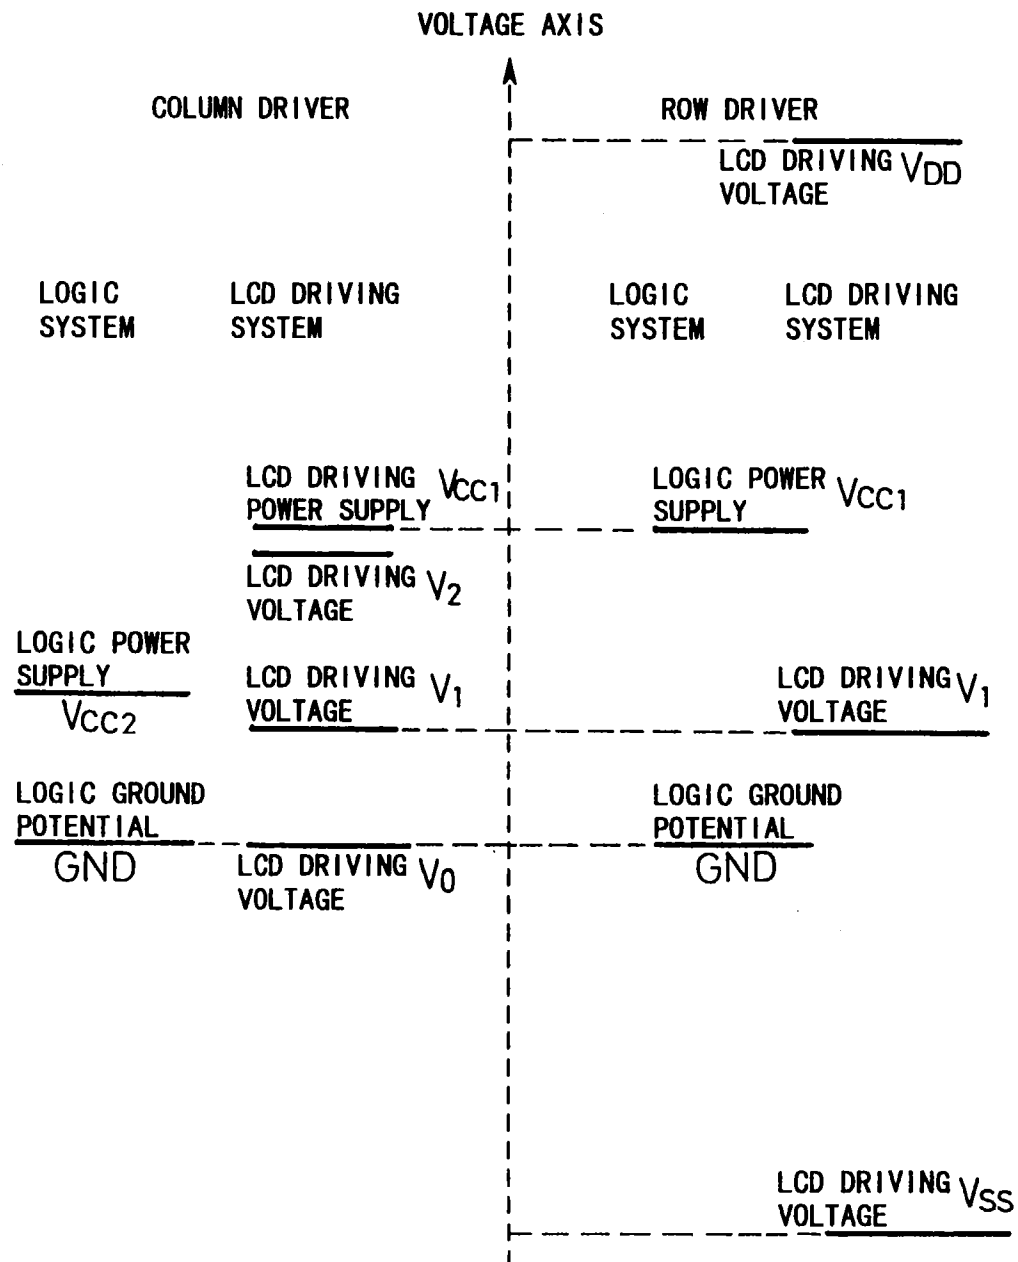 VOLTAGE AXIS
COLUMN DRIVER
ROW DRIVER
LCD DRIVING VDD
VOLTAGE
LOGIC
SYSTEM
LCD DRIVING
SYSTEM
LOGIC
SYSTEM
LCD DRIVING
SYSTEM
LCD DRIVING VCC1
POWER SUPPLY
LOGIC POWER VCC1
SUPPLY
LCD DRIVING V2
VOLTAGE
LOGIC POWER
SUPPLY
VCC2
LCD DRIVING V1
VOLTAGE
LCD DRIVING V1
VOLTAGE
LOGIC GROUND
POTENTIAL
GND
LCD DRIVING V0
VOLTAGE
LOGIC GROUND
POTENTIAL
GND
LCD DRIVING VSS
VOLTAGE